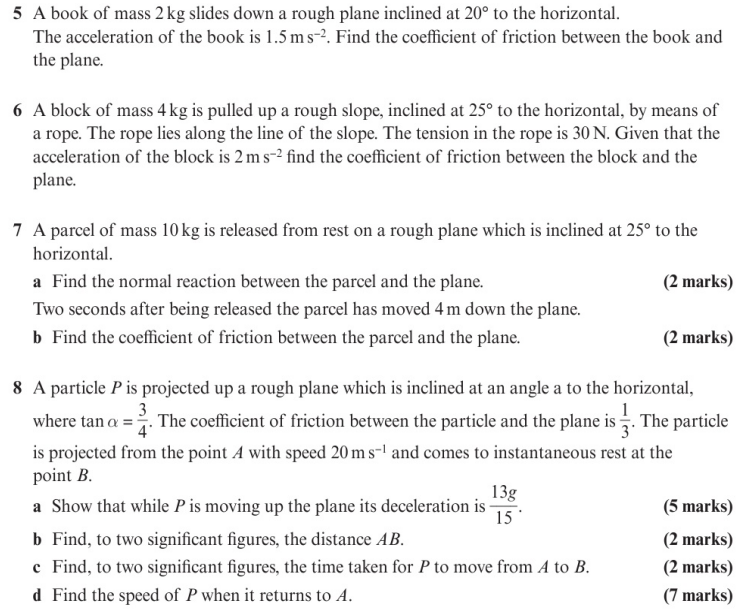 5 A book of mass 2 kg slides down a rough plane inclined at 20° to the horizontal.
The acceleration of the book is 1.5 m s⁻². Find the coefficient of friction between the book and
the plane.
6 A block of mass 4 kg is pulled up a rough slope, inclined at 25° to the horizontal, by means of
a rope. The rope lies along the line of the slope. The tension in the rope is 30 N. Given that the
acceleration of the block is 2 m s⁻² find the coefficient of friction between the block and the
plane.
7 A parcel of mass 10 kg is released from rest on a rough plane which is inclined at 25° to the
horizontal.
a Find the normal reaction between the parcel and the plane. (2 marks)
Two seconds after being released the parcel has moved 4 m down the plane.
b Find the coefficient of friction between the parcel and the plane. (2 marks)
8 A particle P is projected up a rough plane which is inclined at an angle a to the horizontal,
where tan α = 3/4. The coefficient of friction between the particle and the plane is 1/3. The particle
is projected from the point A with speed 20 m s⁻¹ and comes to instantaneous rest at the
point B.
a Show that while P is moving up the plane its deceleration is 13g/15. (5 marks)
b Find, to two significant figures, the distance AB. (2 marks)
c Find, to two significant figures, the time taken for P to move from A to B. (2 marks)
d Find the speed of P when it returns to A. (7 marks)